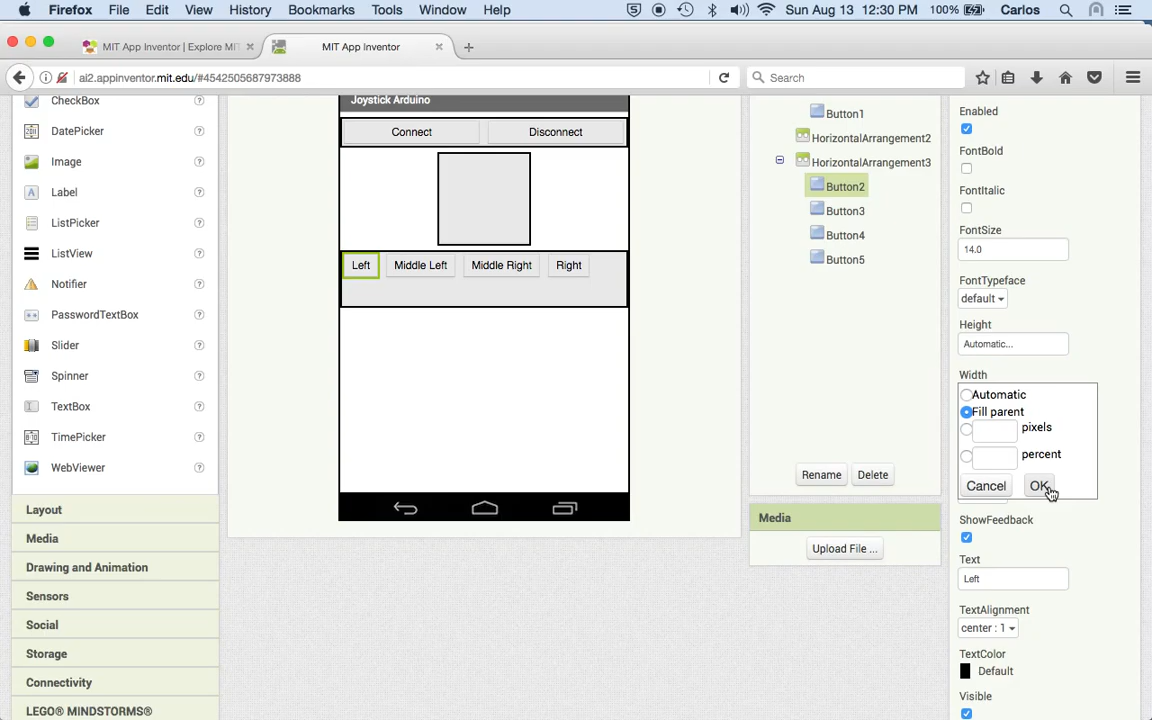 Firefox File Edit View History Bookmarks Tools Window Help
Sun Aug 13 12:30 PM 100% Carlos
MIT App Inventor | Explore MIT
MIT App Inventor
ai2.appinventor.mit.edu/#4542505687973888
Search
CheckBox
DatePicker
Image
Label
ListPicker
ListView
Notifier
PasswordTextBox
Slider
Spinner
TextBox
TimePicker
WebViewer
Layout
Media
Drawing and Animation
Sensors
Social
Storage
Connectivity
LEGO® MINDSTORMS®
Joystick Arduino
Connect Disconnect
Left Middle Left Middle Right Right
Button1
HorizontalArrangement2
HorizontalArrangement3
Button2
Button3
Button4
Button5
Rename Delete
Media
Upload File ...
Enabled
FontBold
FontItalic
FontSize
14.0
FontTypeface
default
Height
Automatic...
Width
Automatic
Fill parent
pixels
percent
Cancel OK
ShowFeedback
Text
Left
TextAlignment
center : 1
TextColor
Default
Visible